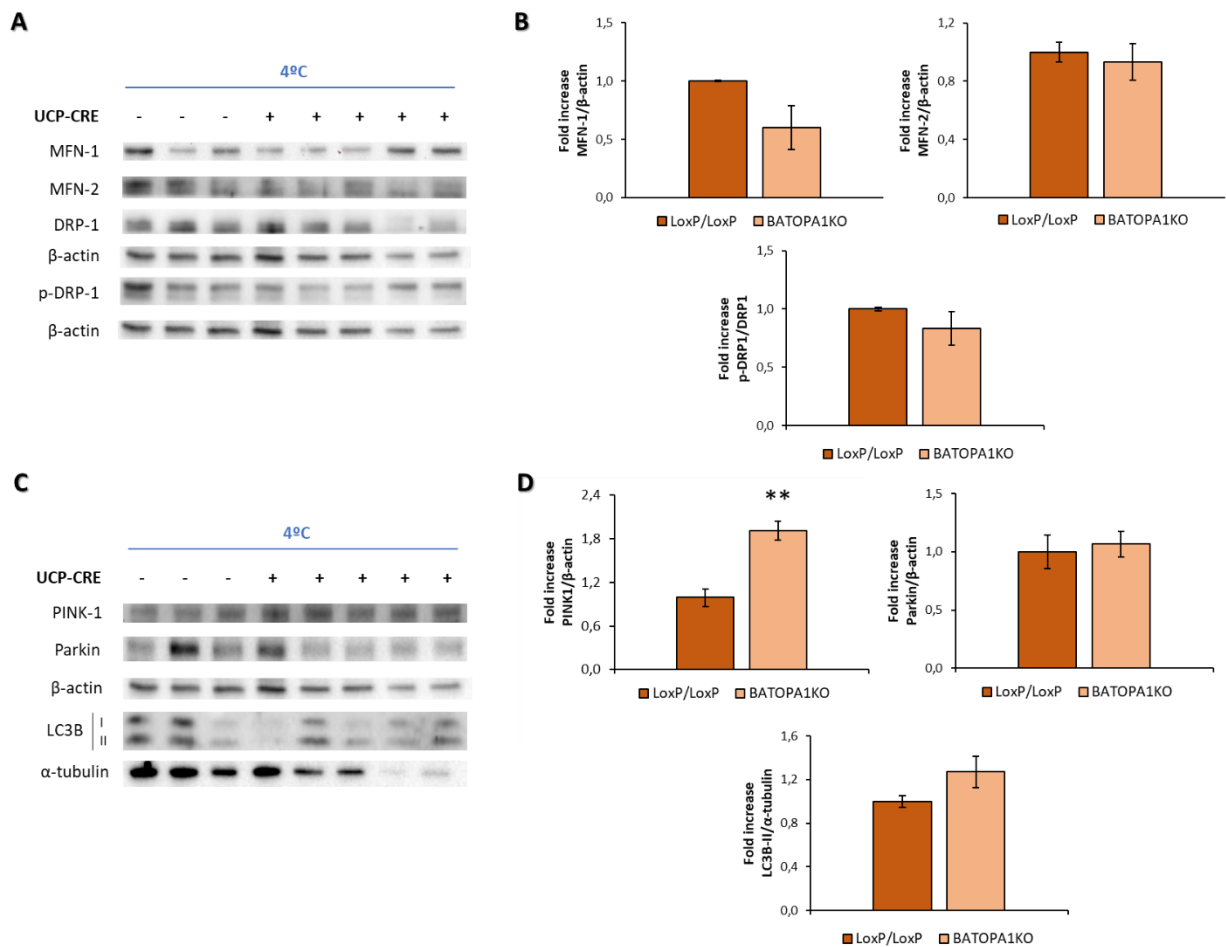 A
4ºC
UCP-CRE - - - + + + + +
MFN-1
MFN-2
DRP-1
β-actin
p-DRP-1
β-actin
B
Fold increase
MFN-1/β-actin
1,5
1,0
0,5
0,0
LoxP/LoxP BATOPA1KO
Fold increase
MFN-2/β-actin
1,2
0,8
0,4
0,0
LoxP/LoxP BATOPA1KO
Fold increase
p-DRP1/DRP1
1,5
1,0
0,5
0,0
LoxP/LoxP BATOPA1KO
C
4ºC
UCP-CRE - - - + + + + +
PINK-1
Parkin
β-actin
LC3B I
II
α-tubulin
D
Fold increase
PINK1/β-actin
2,4
1,8
1,2
0,6
0,0
**
LoxP/LoxP BATOPA1KO
Fold increase
Parkin/β-actin
1,5
1,0
0,5
0,0
LoxP/LoxP BATOPA1KO
Fold increase
LC3B-II/α-tubulin
1,6
1,2
0,8
0,4
0,0
LoxP/LoxP BATOPA1KO